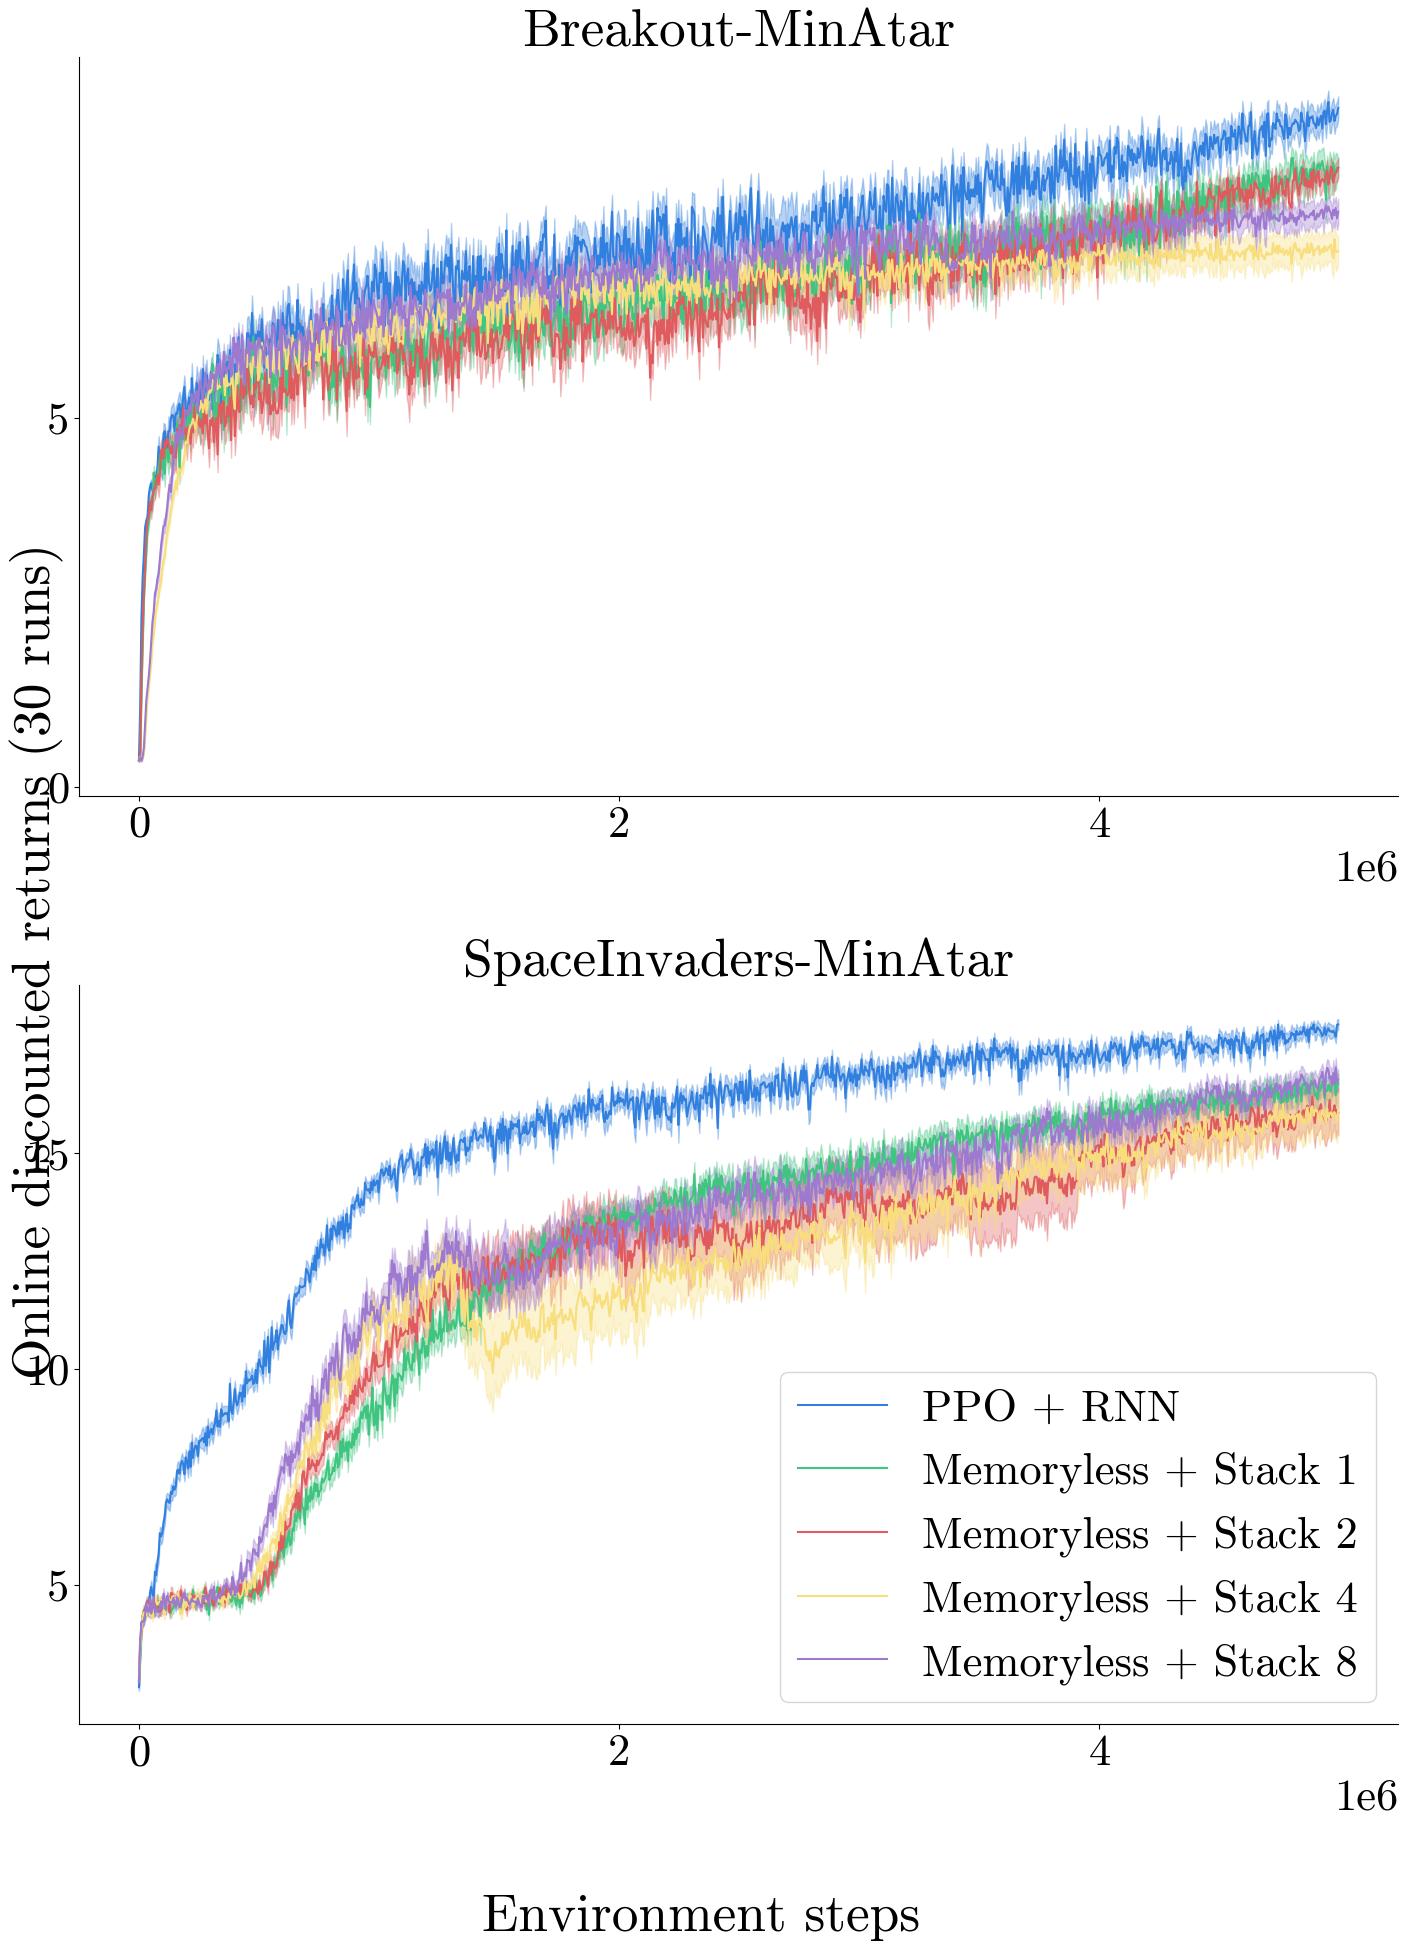 Breakout-MinAtar
5
0
0 2 4
1e6
Online discounted returns (30 runs)
SpaceInvaders-MinAtar
15
10
5
PPO + RNN
Memoryless + Stack 1
Memoryless + Stack 2
Memoryless + Stack 4
Memoryless + Stack 8
0 2 4
1e6
Environment steps